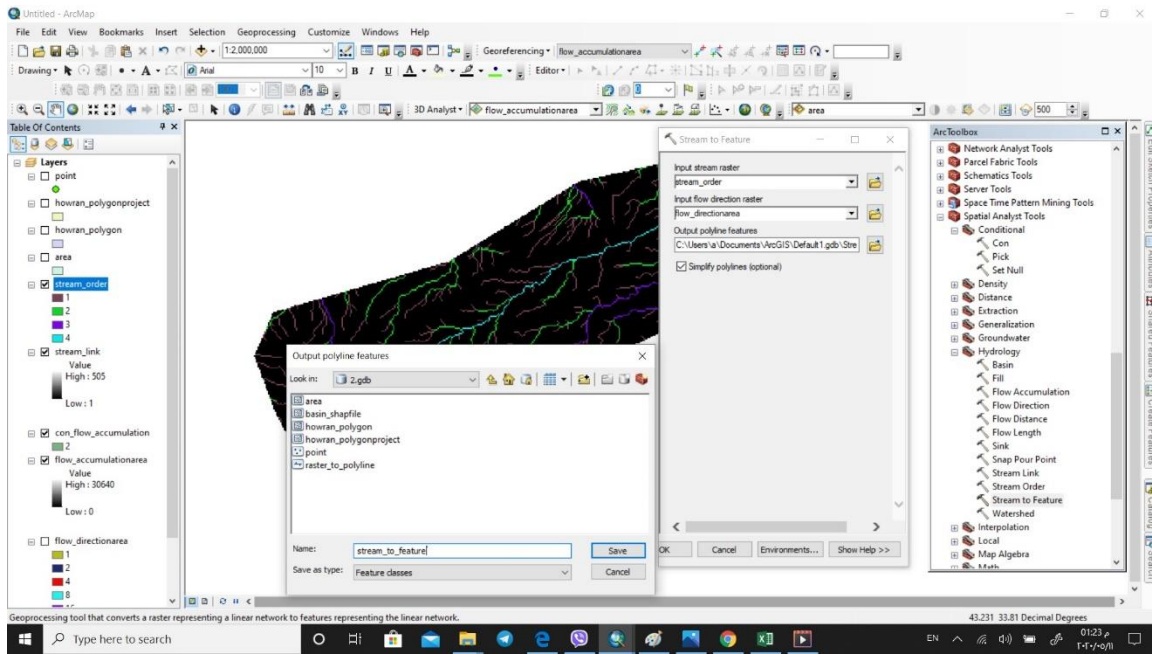 Untitled - ArcMap
File Edit View Bookmarks Insert Selection Geoprocessing Customize Windows Help
1:2,000,000
Georeferencing flow_accumulationarea
Drawing A Arial 10 B I U A Editor
3D Analyst flow_accumulationarea area 500
Table Of Contents
Layers
point
howran_polygonproject
howran_polygon
area
stream_order
1
2
3
4
stream_link
Value
High : 505
Low : 1
con_flow_accumulation
2
flow_accumulationarea
Value
High : 30640
Low : 0
flow_directionarea
1
2
4
8
Output polyline features
Look in: 2.gdb
area
basin_shapfile
howran_polygon
howran_polygonproject
point
raster_to_polyline
Name: stream_to_feature Save
Save as type: Feature classes Cancel
Stream to Feature
Input stream raster
stream_order
Input flow direction raster
flow_directionarea
Output polyline features
C:\Users\a\Documents\ArcGIS\Default1.gdb\Stre
Simplify polylines (optional)
OK Cancel Environments... Show Help >>
ArcToolbox
Network Analyst Tools
Parcel Fabric Tools
Schematics Tools
Server Tools
Space Time Pattern Mining Tools
Spatial Analyst Tools
Conditional
Con
Pick
Set Null
Density
Distance
Extraction
Generalization
Groundwater
Hydrology
Basin
Fill
Flow Accumulation
Flow Direction
Flow Distance
Flow Length
Sink
Snap Pour Point
Stream Link
Stream Order
Stream to Feature
Watershed
Interpolation
Local
Map Algebra
Math
Geoprocessing tool that converts a raster representing a linear network to features representing the linear network.
43.231 33.81 Decimal Degrees
Type here to search
EN
01:23 م
٢٠٢٠/٠٥/١١